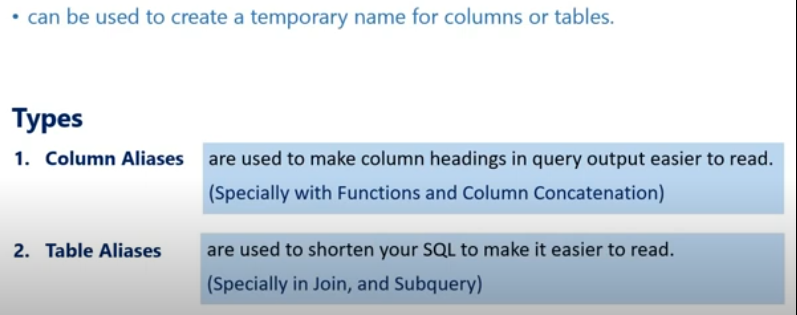 • can be used to create a temporary name for columns or tables.
Types
1. Column Aliases are used to make column headings in query output easier to read.
(Specially with Functions and Column Concatenation)
2. Table Aliases are used to shorten your SQL to make it easier to read.
(Specially in Join, and Subquery)